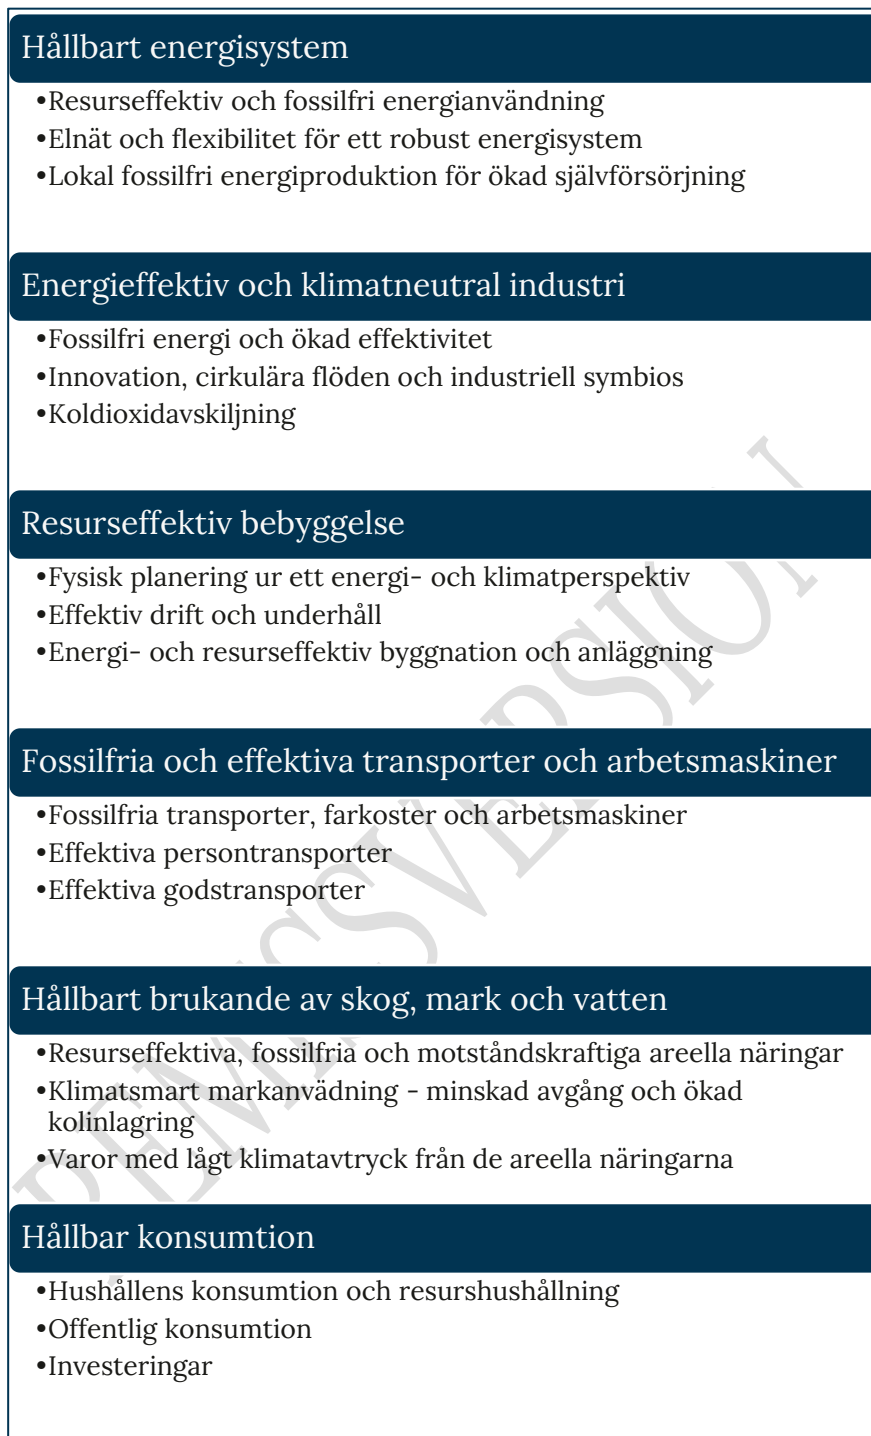 Hållbart energisystem
•Resurseffektiv och fossilfri energianvändning
•Elnät och flexibilitet för ett robust energisystem
•Lokal fossilfri energiproduktion för ökad självförsörjning
Energieffektiv och klimatneutral industri
•Fossilfri energi och ökad effektivitet
•Innovation, cirkulära flöden och industriell symbios
•Koldioxidavskiljning
Resurseffektiv bebyggelse
•Fysisk planering ur ett energi- och klimatperspektiv
•Effektiv drift och underhåll
•Energi- och resurseffektiv byggnation och anläggning
Fossilfria och effektiva transporter och arbetsmaskiner
•Fossilfria transporter, farkoster och arbetsmaskiner
•Effektiva persontransporter
•Effektiva godstransporter
Hållbart brukande av skog, mark och vatten
•Resurseffektiva, fossilfria och motståndskraftiga areella näringar
•Klimatsmart markanvädning - minskad avgång och ökad
kolinlagring
•Varor med lågt klimatavtryck från de areella näringarna
Hållbar konsumtion
•Hushållens konsumtion och resurshushållning
•Offentlig konsumtion
•Investeringar
REMISSVERSION